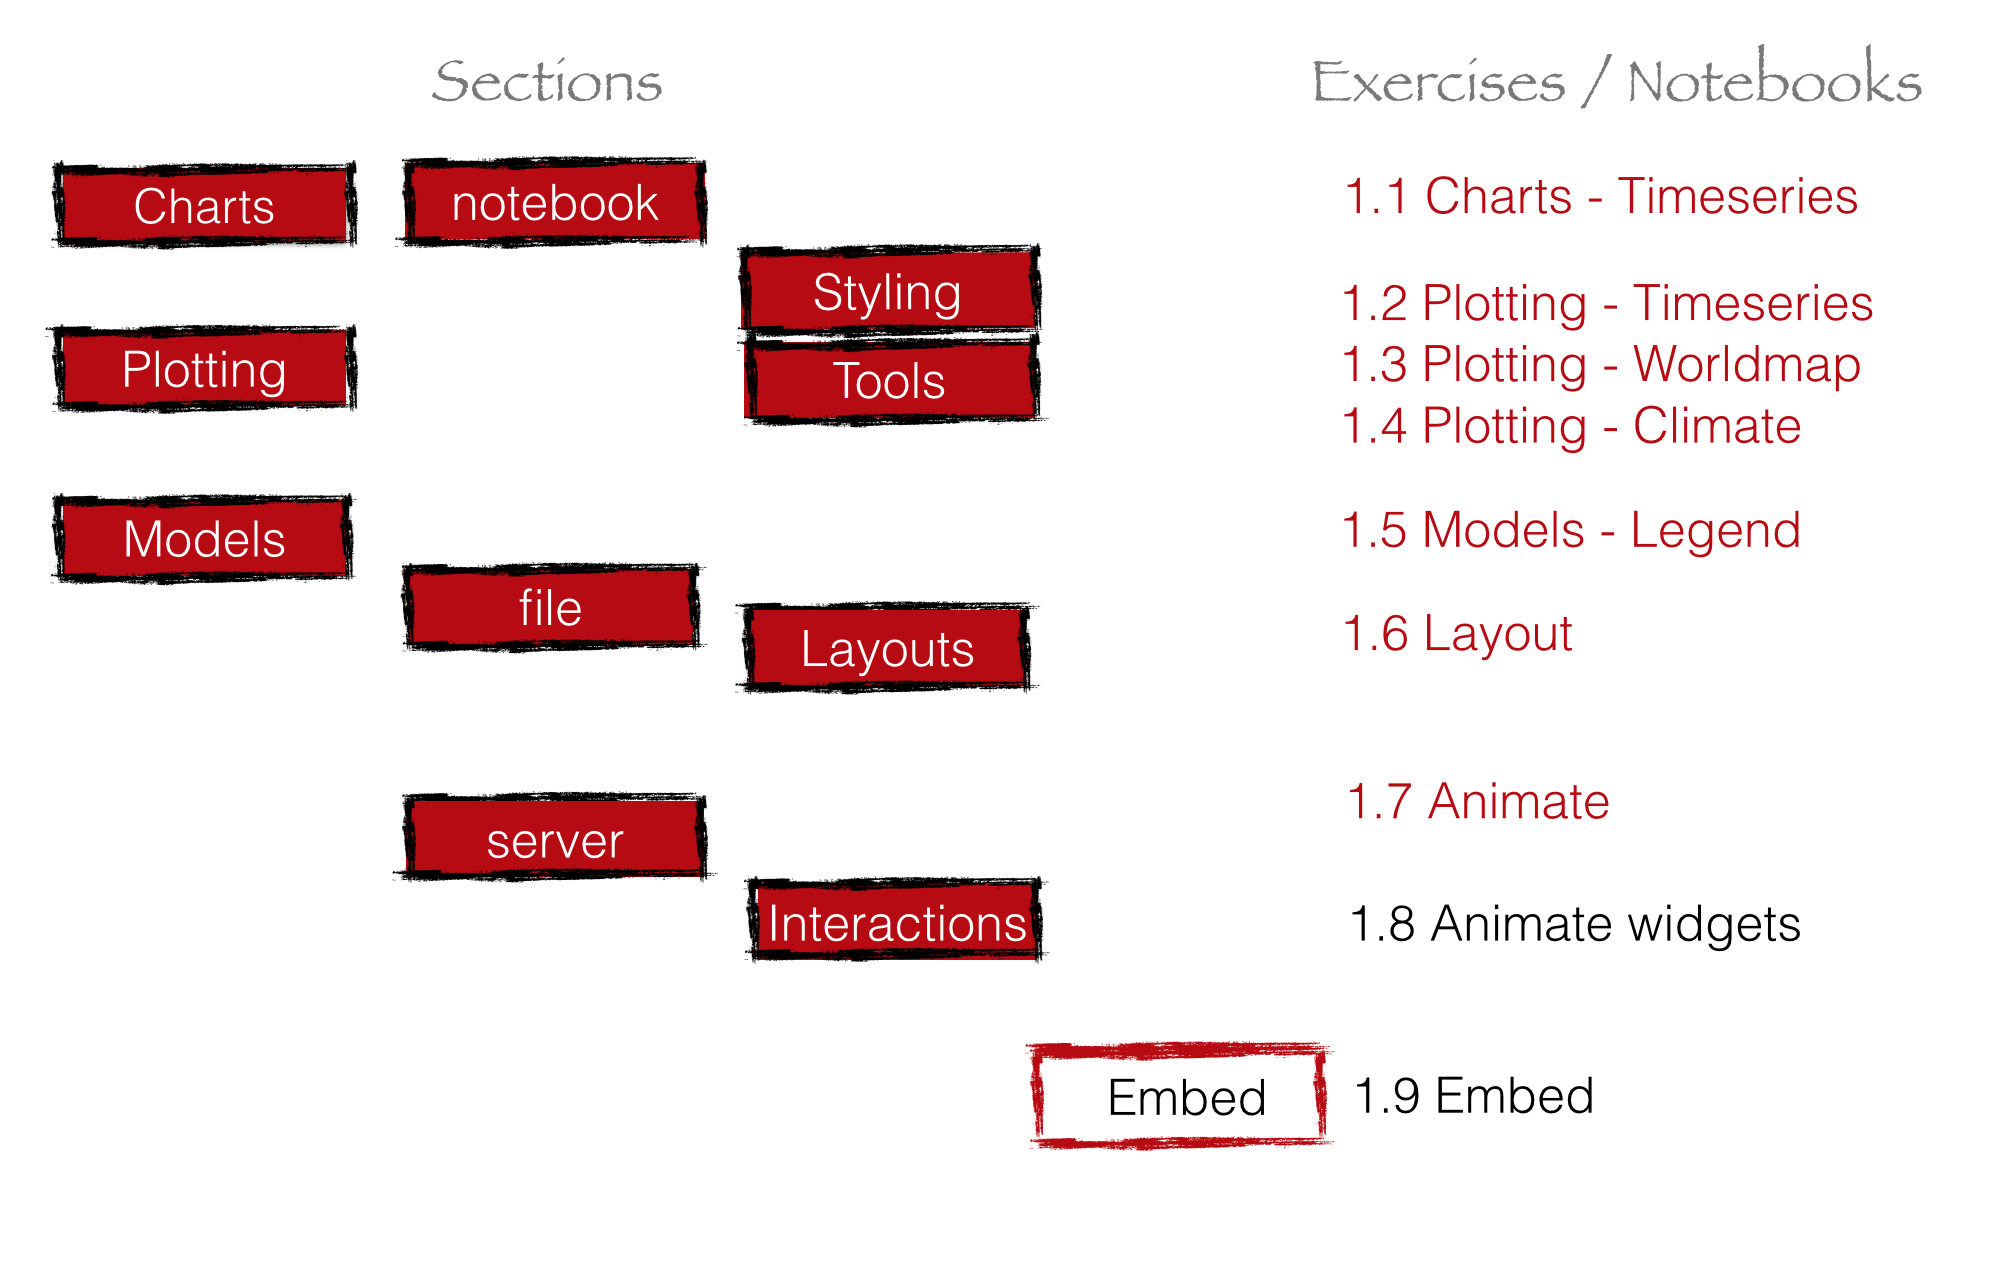 Sections
Exercises / Notebooks
Charts
notebook
1.1 Charts - Timeseries
Styling
1.2 Plotting - Timeseries
Plotting
1.3 Plotting - Worldmap
Tools
1.4 Plotting - Climate
Models
1.5 Models - Legend
file
Layouts
1.6 Layout
1.7 Animate
server
Interactions
1.8 Animate widgets
Embed
1.9 Embed